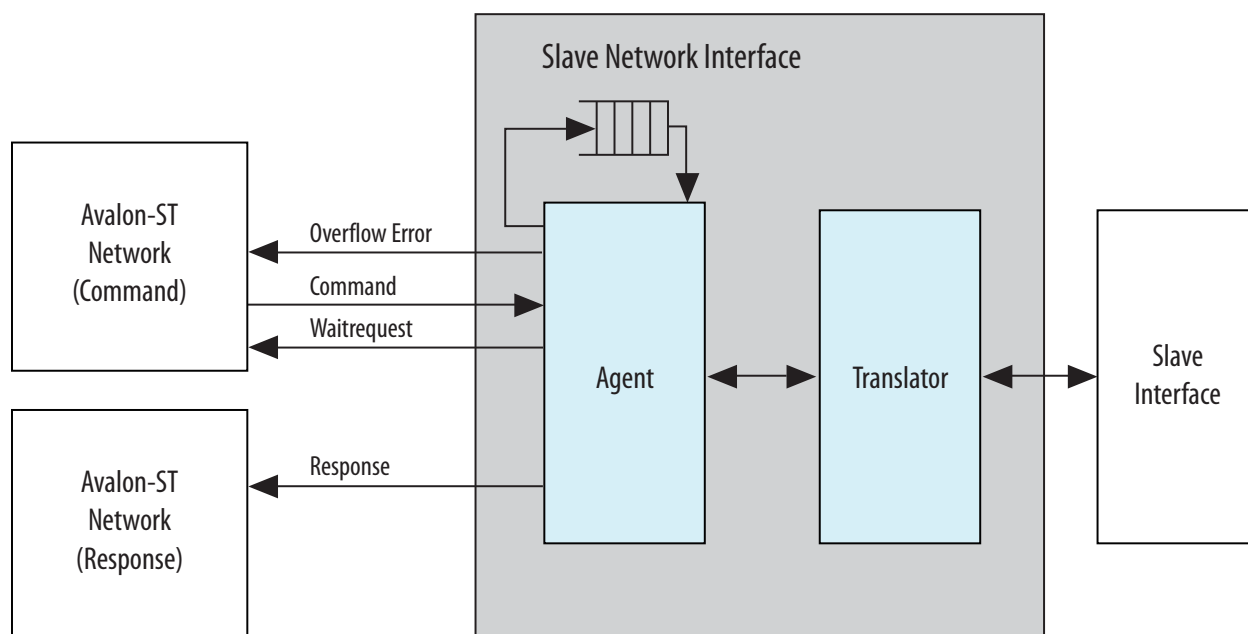 Slave Network Interface
Avalon-ST
Network
(Command)
Overflow Error
Command
Waitrequest
Agent
Translator
Slave
Interface
Avalon-ST
Network
(Response)
Response